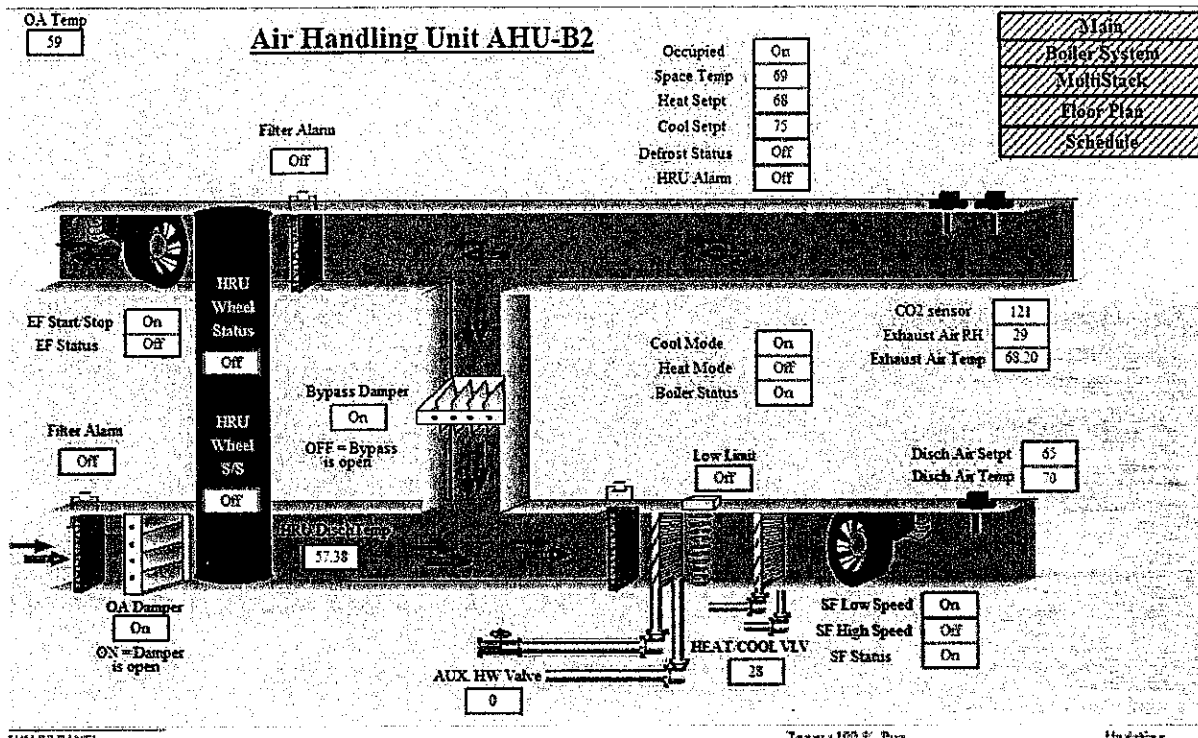 OA Temp
59
Air Handling Unit AHU-B2
Main
Boiler System
MultiStack
Floor Plan
Schedule
Occupied On
Space Temp 69
Heat Setpt 68
Cool Setpt 75
Defrost Status Off
HRU Alarm Off
Filter Alarm
Off
HRU
Wheel
Status
Off
EF Start/Stop On
EF Status Off
CO2 sensor 121
Exhaust Air RH 29
Exhaust Air Temp 68.20
Cool Mode On
Heat Mode Off
Boiler Status On
Bypass Damper
On
OFF = Bypass
is open
Filter Alarm
Off
HRU
Wheel
S/S
Off
Low Limit
Off
Disch Air Setpt 65
Disch Air Temp 70
HRU Disch Temp
57.38
OA Damper
On
ON = Damper
is open
SF Low Speed On
SF High Speed Off
SF Status On
HEAT/COOL VLV
28
AUX. HW Valve
0